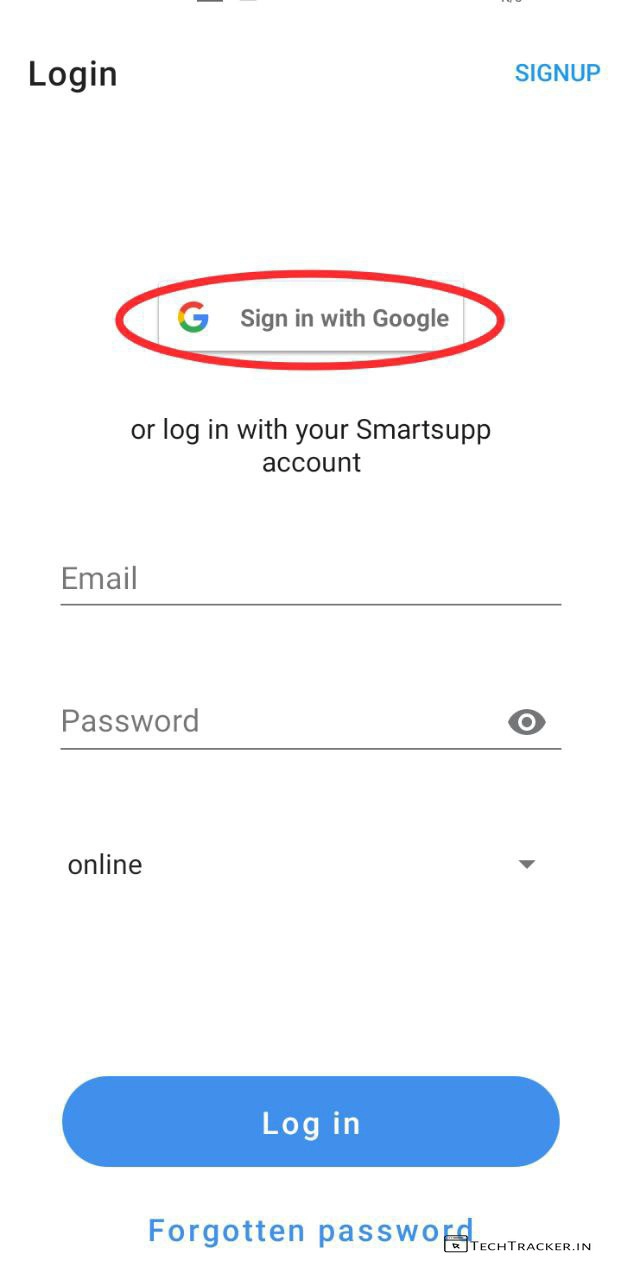 Login
SIGNUP
Sign in with Google
or log in with your Smartsupp
account
Email
Password
online
Log in
Forgotten password
TECHTRACKER.IN